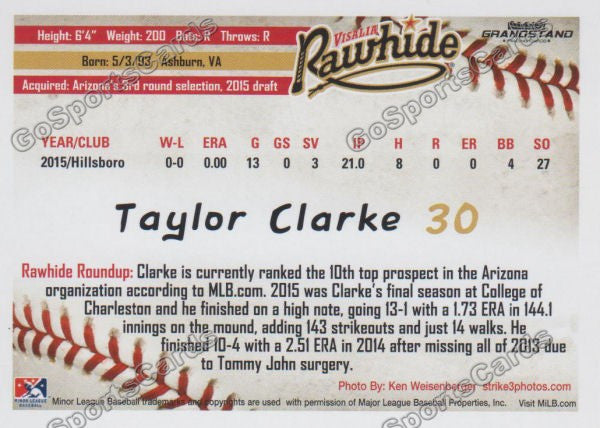 Height: 6'4" Weight: 200 Bats: R Throws: R
Born: 5/3/93 Ashburn, VA
Acquired: Arizona's 3rd round selection, 2015 draft
VISALIA
Rawhide
GRANDSTAND
YEAR/CLUB W-L ERA G GS SV IP H R ER BB SO
2015/Hillsboro 0-0 0.00 13 0 3 21.0 8 0 0 4 27
Taylor Clarke 30
Rawhide Roundup: Clarke is currently ranked the 10th top prospect in the Arizona
organization according to MLB.com. 2015 was Clarke's final season at College of
Charleston and he finished on a high note, going 13-1 with a 1.73 ERA in 144.1
innings on the mound, adding 143 strikeouts and just 14 walks. He
finished 10-4 with a 2.51 ERA in 2014 after missing all of 2013 due
to Tommy John surgery.
Photo By: Ken Weisenberger strike3photos.com
MINOR LEAGUE
BASEBALL
Minor League Baseball trademarks and copyrights are used with permission of Major League Baseball Properties, Inc. Visit MiLB.com
GoSportsCards
GoSportsCards
GoSportsCards
GoSportsCards